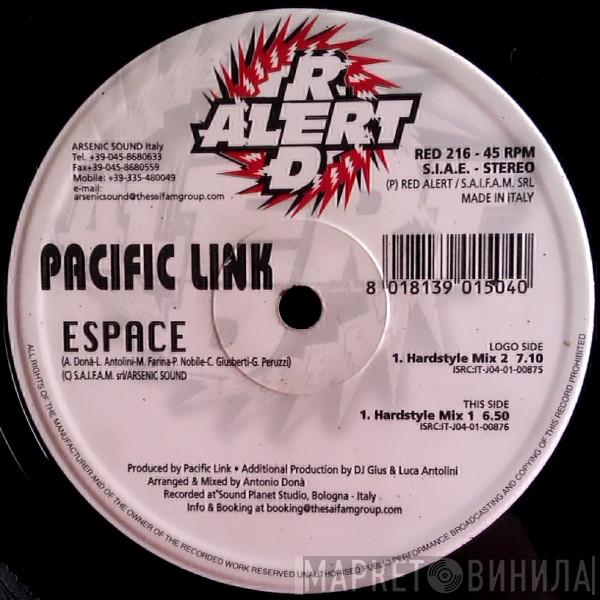 RED
ALERT
ARSENIC SOUND Italy
Tel. +39-045-8680633
Fax+39-045-8680559
Mobile: +39-335-480049
e-mail:
arsenicsound@thesaifamgroup.com
RED 216 - 45 RPM
S.I.A.E. - STEREO
(P) RED ALERT / S.A.I.F.A.M. SRL
MADE IN ITALY
PACIFIC LINK
8 018139 015040
ESPACE
(A. Donà-L. Antolini-M. Farina-P. Nobile-C. Giusberti-G. Peruzzi)
(C) S.A.I.F.A.M. srl/ARSENIC SOUND
LOGO SIDE
1. Hardstyle Mix 2 7.10
ISRC:IT-J04-01-00875
THIS SIDE
1. Hardstyle Mix 1 6.50
ISRC:IT-J04-01-00876
Produced by Pacific Link • Additional Production by DJ Gius & Luca Antolini
Arranged & Mixed by Antonio Donà
Recorded at Sound Planet Studio, Bologna - Italy
Info & Booking at booking@thesaifamgroup.com
ALL RIGHTS OF THE MANUFACTURER AND OF THE OWNER OF THE RECORDED WORK RESERVED UNAUTHORISED PUBLIC PERFORMANCE BROADCASTING AND COPYING OF THIS RECORD PROHIBITED
МАРКЕТ ВИНИЛА